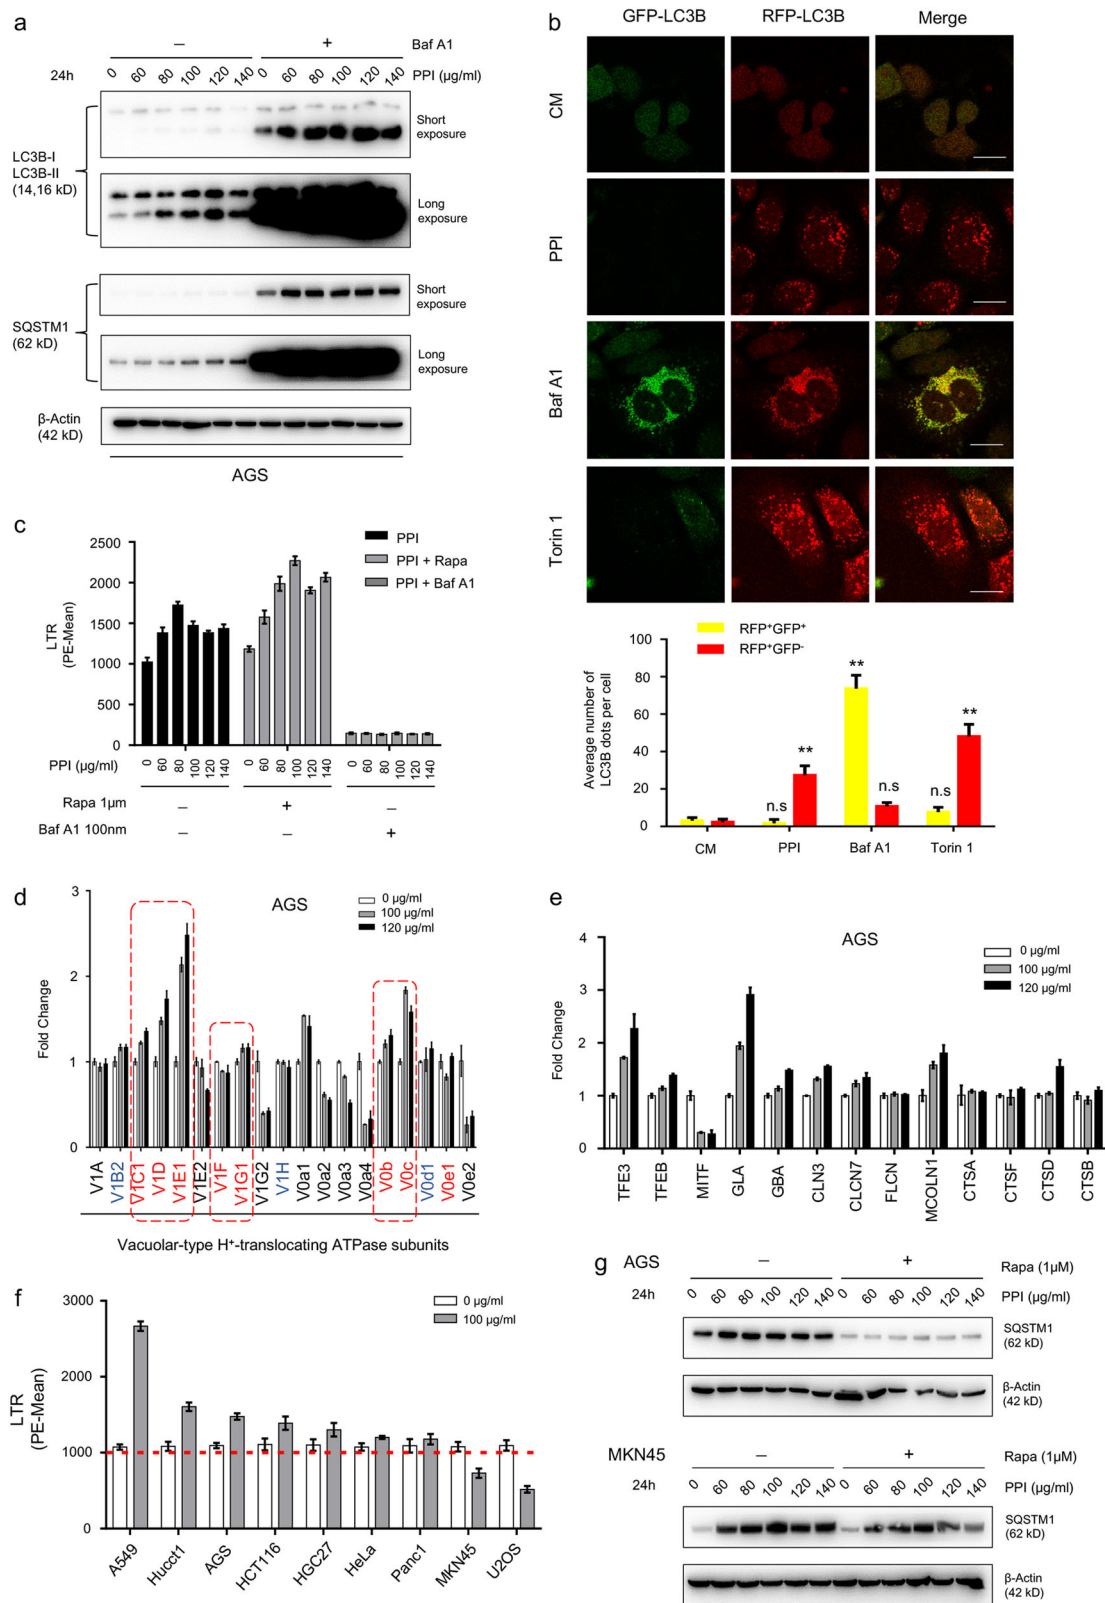 a
− + Baf A1
24h 0 60 80 100 120 140 0 60 80 100 120 140 PPI (μg/ml)
LC3B-I
LC3B-II
(14,16 kD)
Short
exposure
Long
exposure
SQSTM1
(62 kD)
Short
exposure
Long
exposure
β-Actin
(42 kD)
AGS
b
GFP-LC3B RFP-LC3B Merge
CM
PPI
Baf A1
Torin 1
RFP⁺GFP⁺
RFP⁺GFP⁻
Average number of
LC3B dots per cell
100
80
60
40
20
0
n.s ** ** n.s n.s **
CM PPI Baf A1 Torin 1
c
PPI
PPI + Rapa
PPI + Baf A1
LTR
(PE-Mean)
2500
2000
1500
1000
500
0
PPI (μg/ml) 0 60 80 100 120 140 0 60 80 100 120 140 0 60 80 100 120 140
Rapa 1μm − + −
Baf A1 100nm − − +
d
AGS
0 μg/ml
100 μg/ml
120 μg/ml
Fold Change
3
2
1
0
V1A V1B2 V1C1 V1D V1E1 V1E2 V1F V1G1 V1G2 V1H V0a1 V0a2 V0a3 V0a4 V0b V0c V0d1 V0e1 V0e2
Vacuolar-type H⁺-translocating ATPase subunits
e
AGS
0 μg/ml
100 μg/ml
120 μg/ml
Fold Change
4
3
2
1
0
TFE3 TFEB MITF GLA GBA CLN3 CLCN7 FLCN MCOLN1 CTSA CTSF CTSD CTSB
f
0 μg/ml
100 μg/ml
LTR
(PE-Mean)
3000
2000
1000
0
A549 Hucct1 AGS HCT116 HGC27 HeLa Panc1 MKN45 U2OS
g
AGS − + Rapa (1μM)
24h 0 60 80 100 120 140 0 60 80 100 120 140 PPI (μg/ml)
SQSTM1
(62 kD)
β-Actin
(42 kD)
MKN45 − + Rapa (1μM)
24h 0 60 80 100 120 140 0 60 80 100 120 140 PPI (μg/ml)
SQSTM1
(62 kD)
β-Actin
(42 kD)